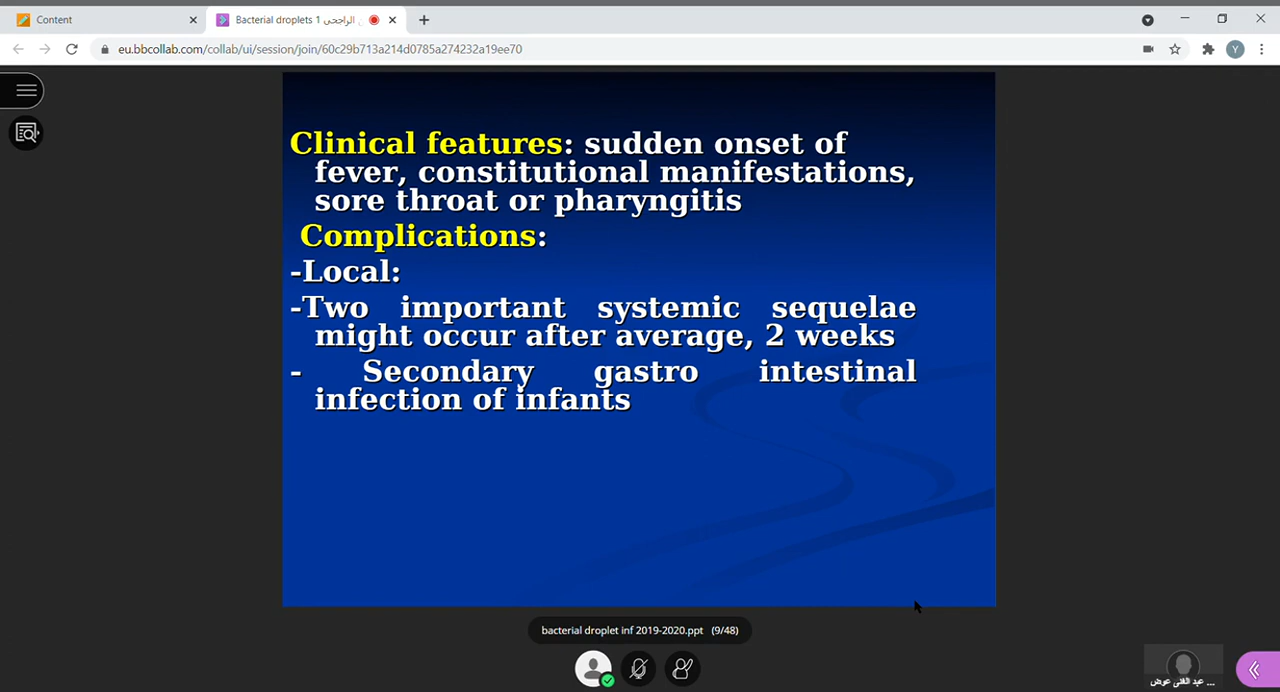 Content
Bacterial droplets 1 الراجحى
eu.bbcollab.com/collab/ui/session/join/60c29b713a214d0785a274232a19ee70
Y
Clinical features: sudden onset of
fever, constitutional manifestations,
sore throat or pharyngitis
Complications:
-Local:
-Two important systemic sequelae
might occur after average, 2 weeks
- Secondary gastro intestinal
infection of infants
bacterial droplet inf 2019-2020.ppt (9/48)
عبد الغنى عوض ...